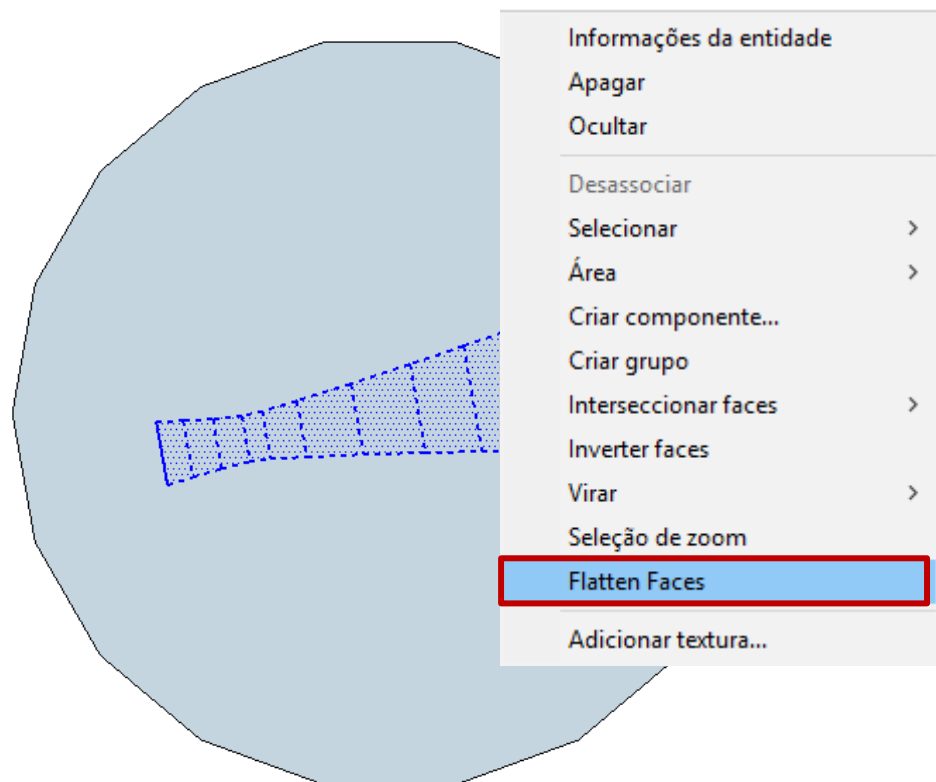 Informações da entidade
Apagar
Ocultar
Desassociar
Selecionar
Área
Criar componente...
Criar grupo
Interseccionar faces
Inverter faces
Virar
Seleção de zoom
Flatten Faces
Adicionar textura...